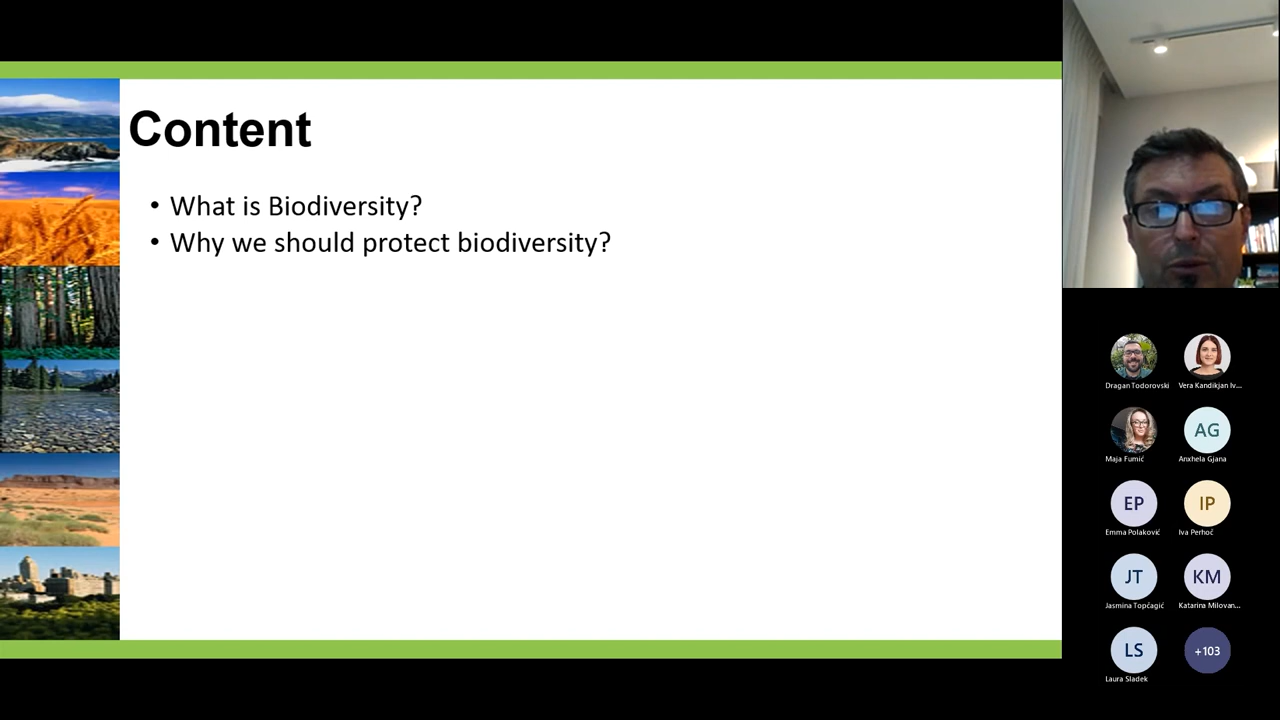 Content
• What is Biodiversity?
• Why we should protect biodiversity?
Dragan Todorovski
Vera Kandikjan Iv...
Maja Fumić
AG
Anxhela Gjana
EP
Emma Polaković
IP
Iva Perhoč
JT
Jasmina Topčagić
KM
Katarina Milovan...
LS
Laura Sladek
+103